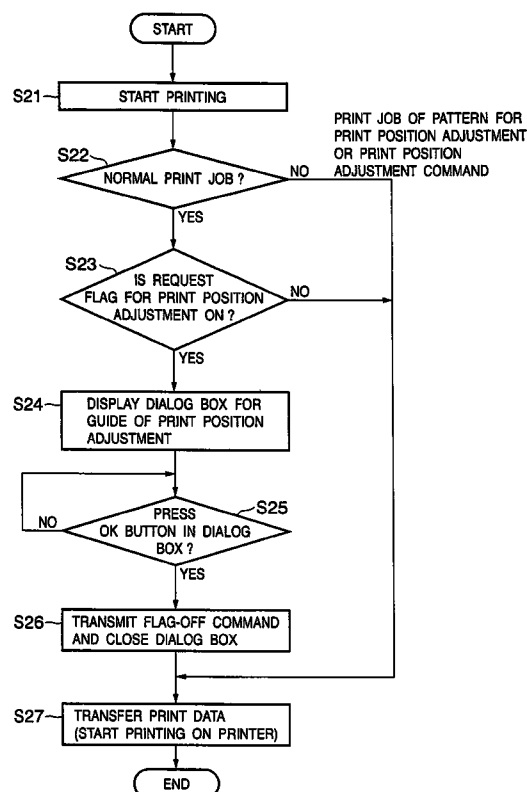 START
S21
START PRINTING
PRINT JOB OF PATTERN FOR
PRINT POSITION ADJUSTMENT
OR PRINT POSITION
ADJUSTMENT COMMAND
S22
NORMAL PRINT JOB ?
NO
YES
S23
IS REQUEST
FLAG FOR PRINT POSITION
ADJUSTMENT ON ?
NO
YES
S24
DISPLAY DIALOG BOX FOR
GUIDE OF PRINT POSITION
ADJUSTMENT
S25
PRESS
OK BUTTON IN DIALOG
BOX ?
NO
YES
S26
TRANSMIT FLAG-OFF COMMAND
AND CLOSE DIALOG BOX
S27
TRANSFER PRINT DATA
(START PRINTING ON PRINTER)
END